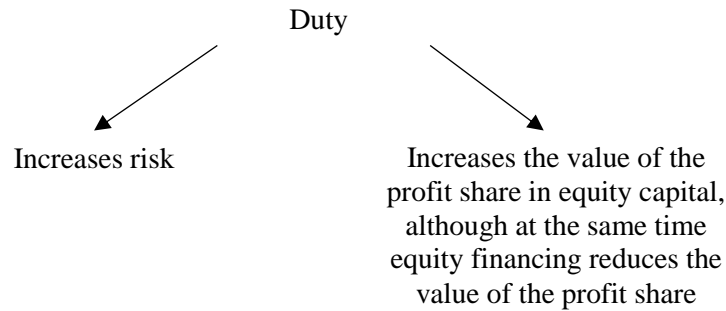 Duty
Increases risk
Increases the value of the
profit share in equity capital,
although at the same time
equity financing reduces the
value of the profit share